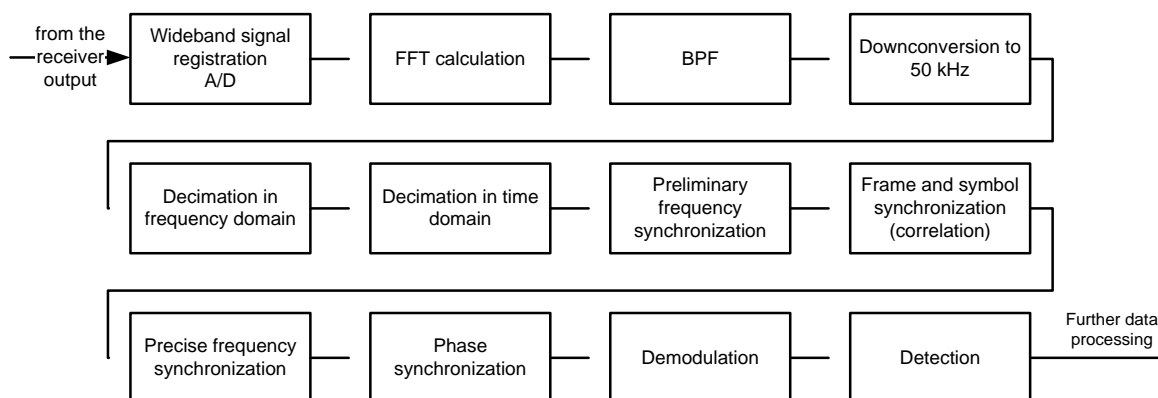 from the
receiver
output
Wideband signal
registration
A/D
FFT calculation
BPF
Downconversion to
50 kHz
Decimation in
frequency domain
Decimation in time
domain
Preliminary
frequency
synchronization
Frame and symbol
synchronization
(correlation)
Precise frequency
synchronization
Phase
synchronization
Demodulation
Detection
Further data
processing